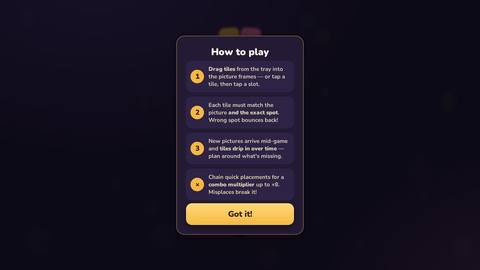 How to play
1
Drag tiles from the tray into
the picture frames — or tap a
tile, then tap a slot.
2
Each tile must match the
picture and the exact spot.
Wrong spot bounces back!
3
New pictures arrive mid-game
and tiles drip in over time —
plan around what's missing.
×
Chain quick placements for a
combo multiplier up to ×8.
Misplaces break it!
Got it!